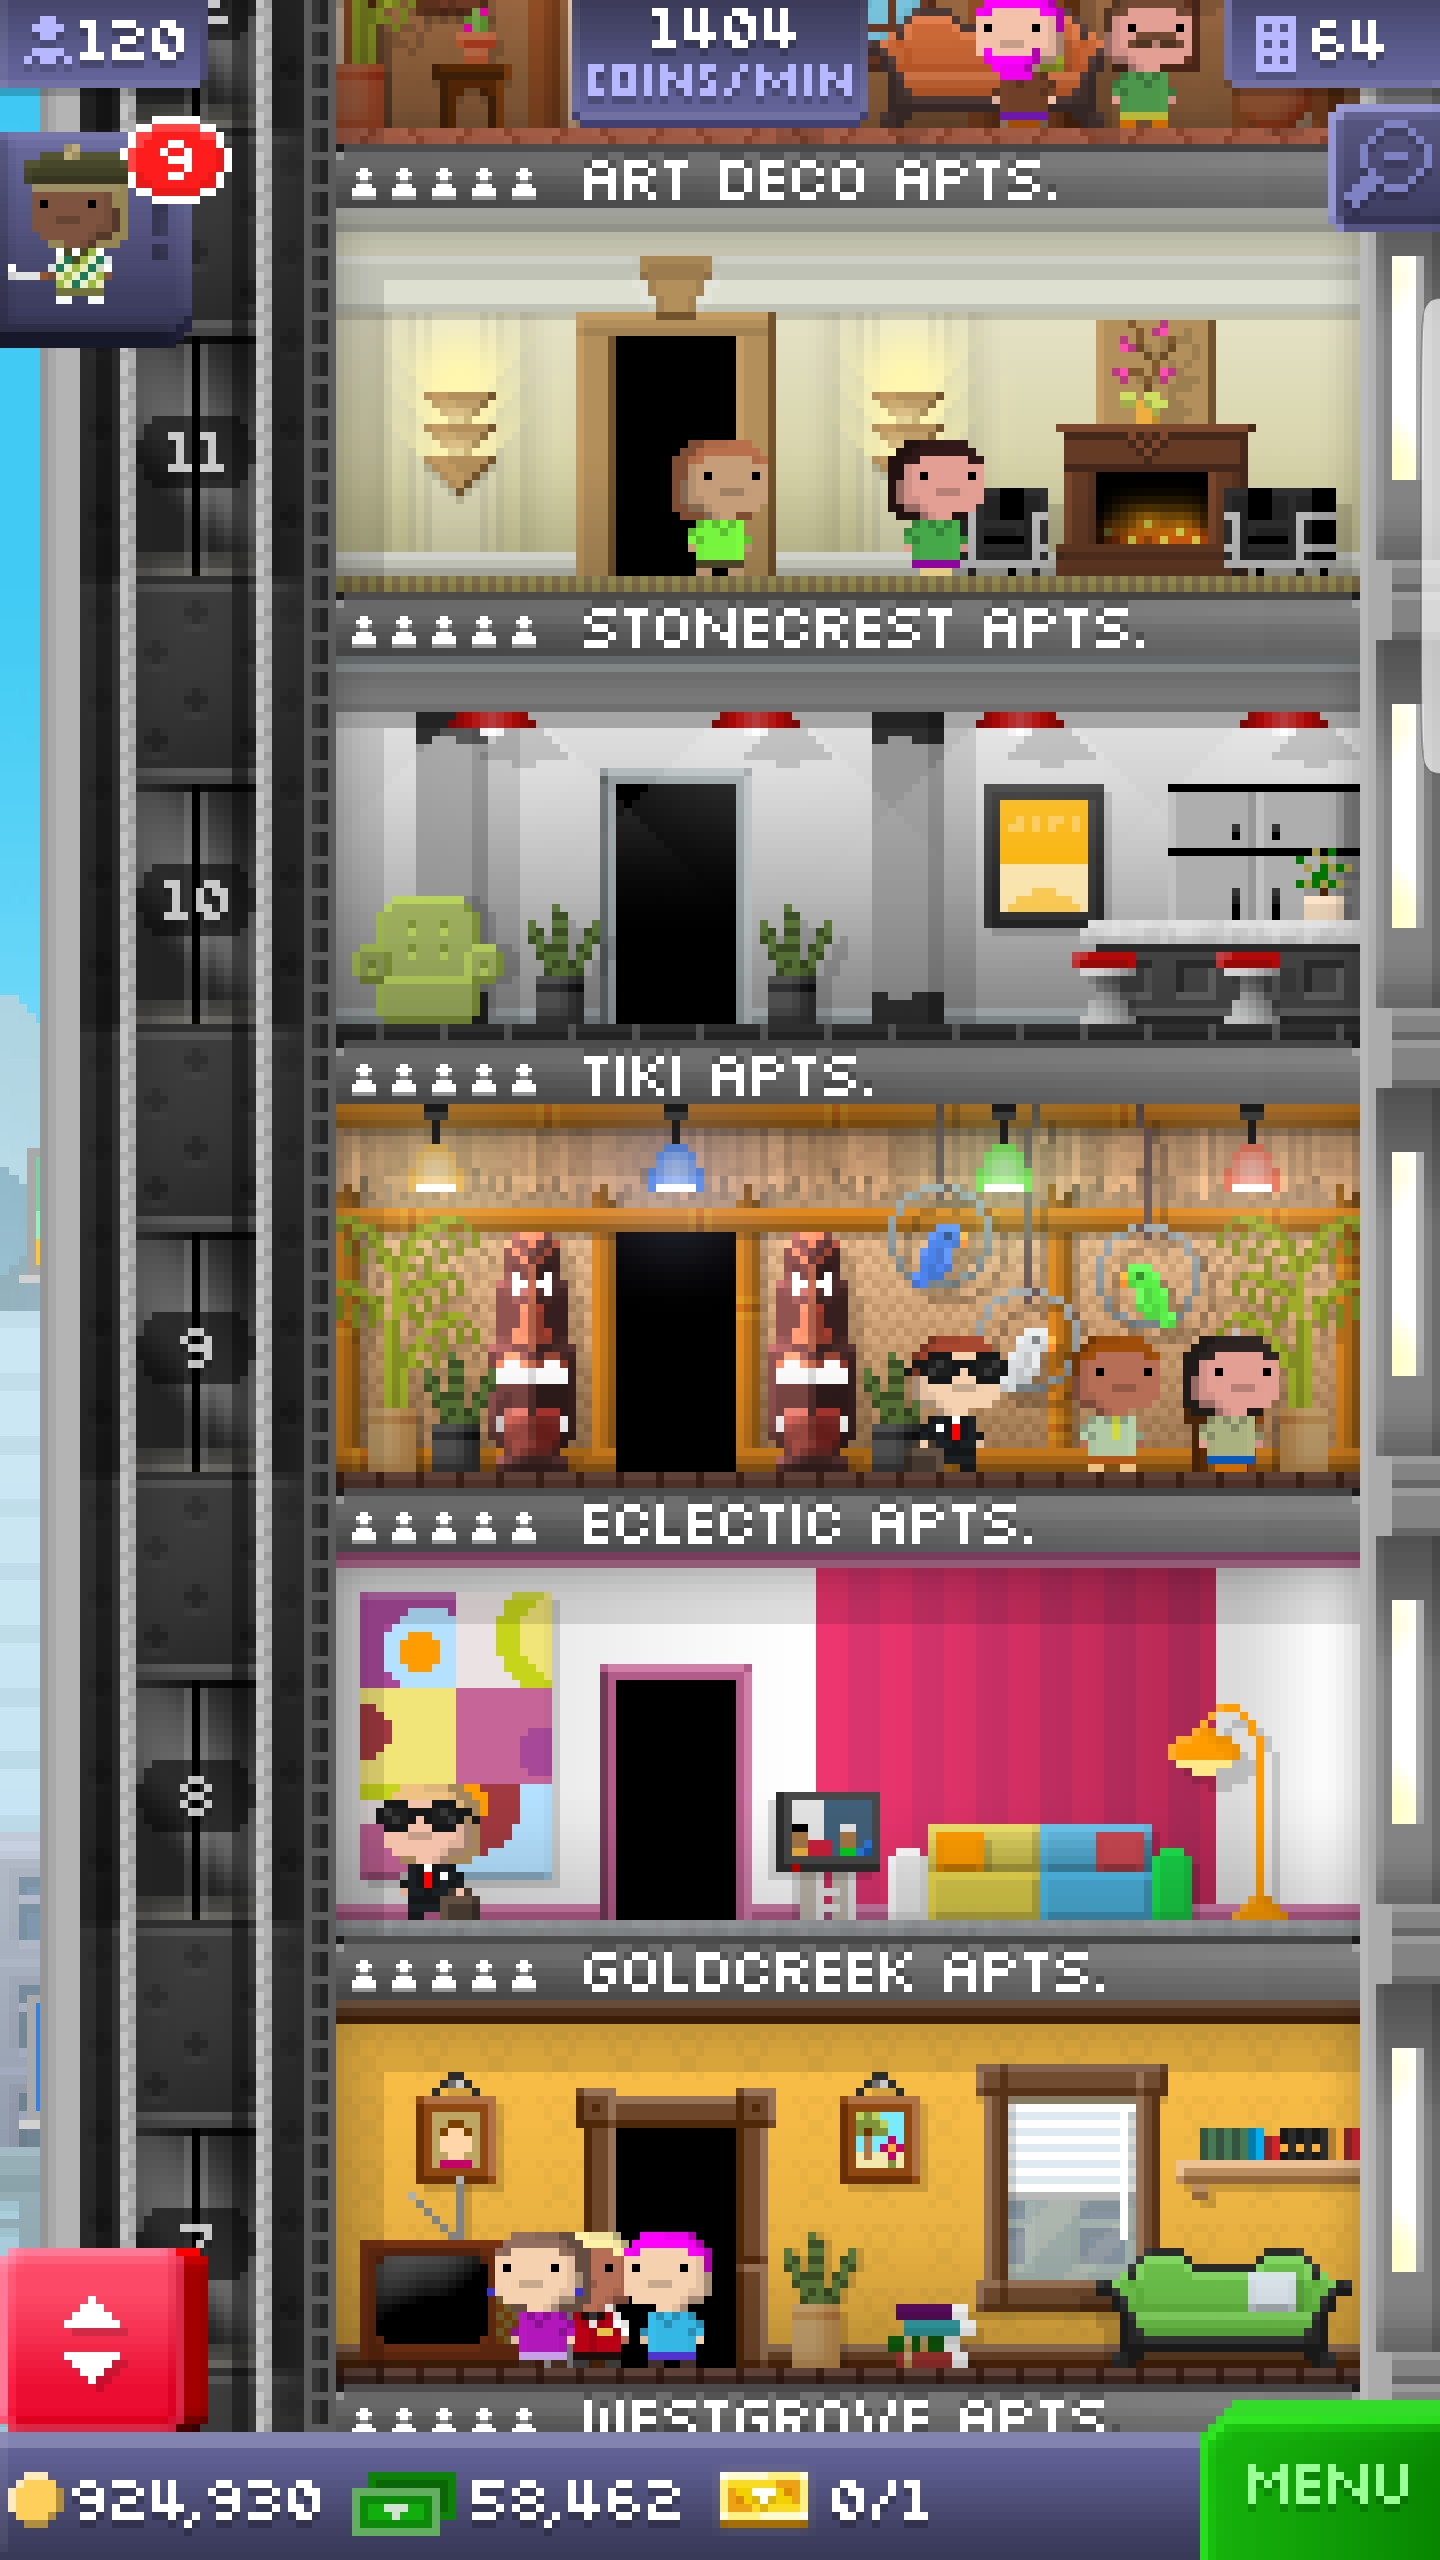 120
1404
COINS/MIN
64
9
ART DECO APTS.
11
STONECREST APTS.
10
TIKI APTS.
9
ECLECTIC APTS.
8
GOLDCREEK APTS.
7
WESTGROVE APTS.
924,930
58,462
0/1
MENU